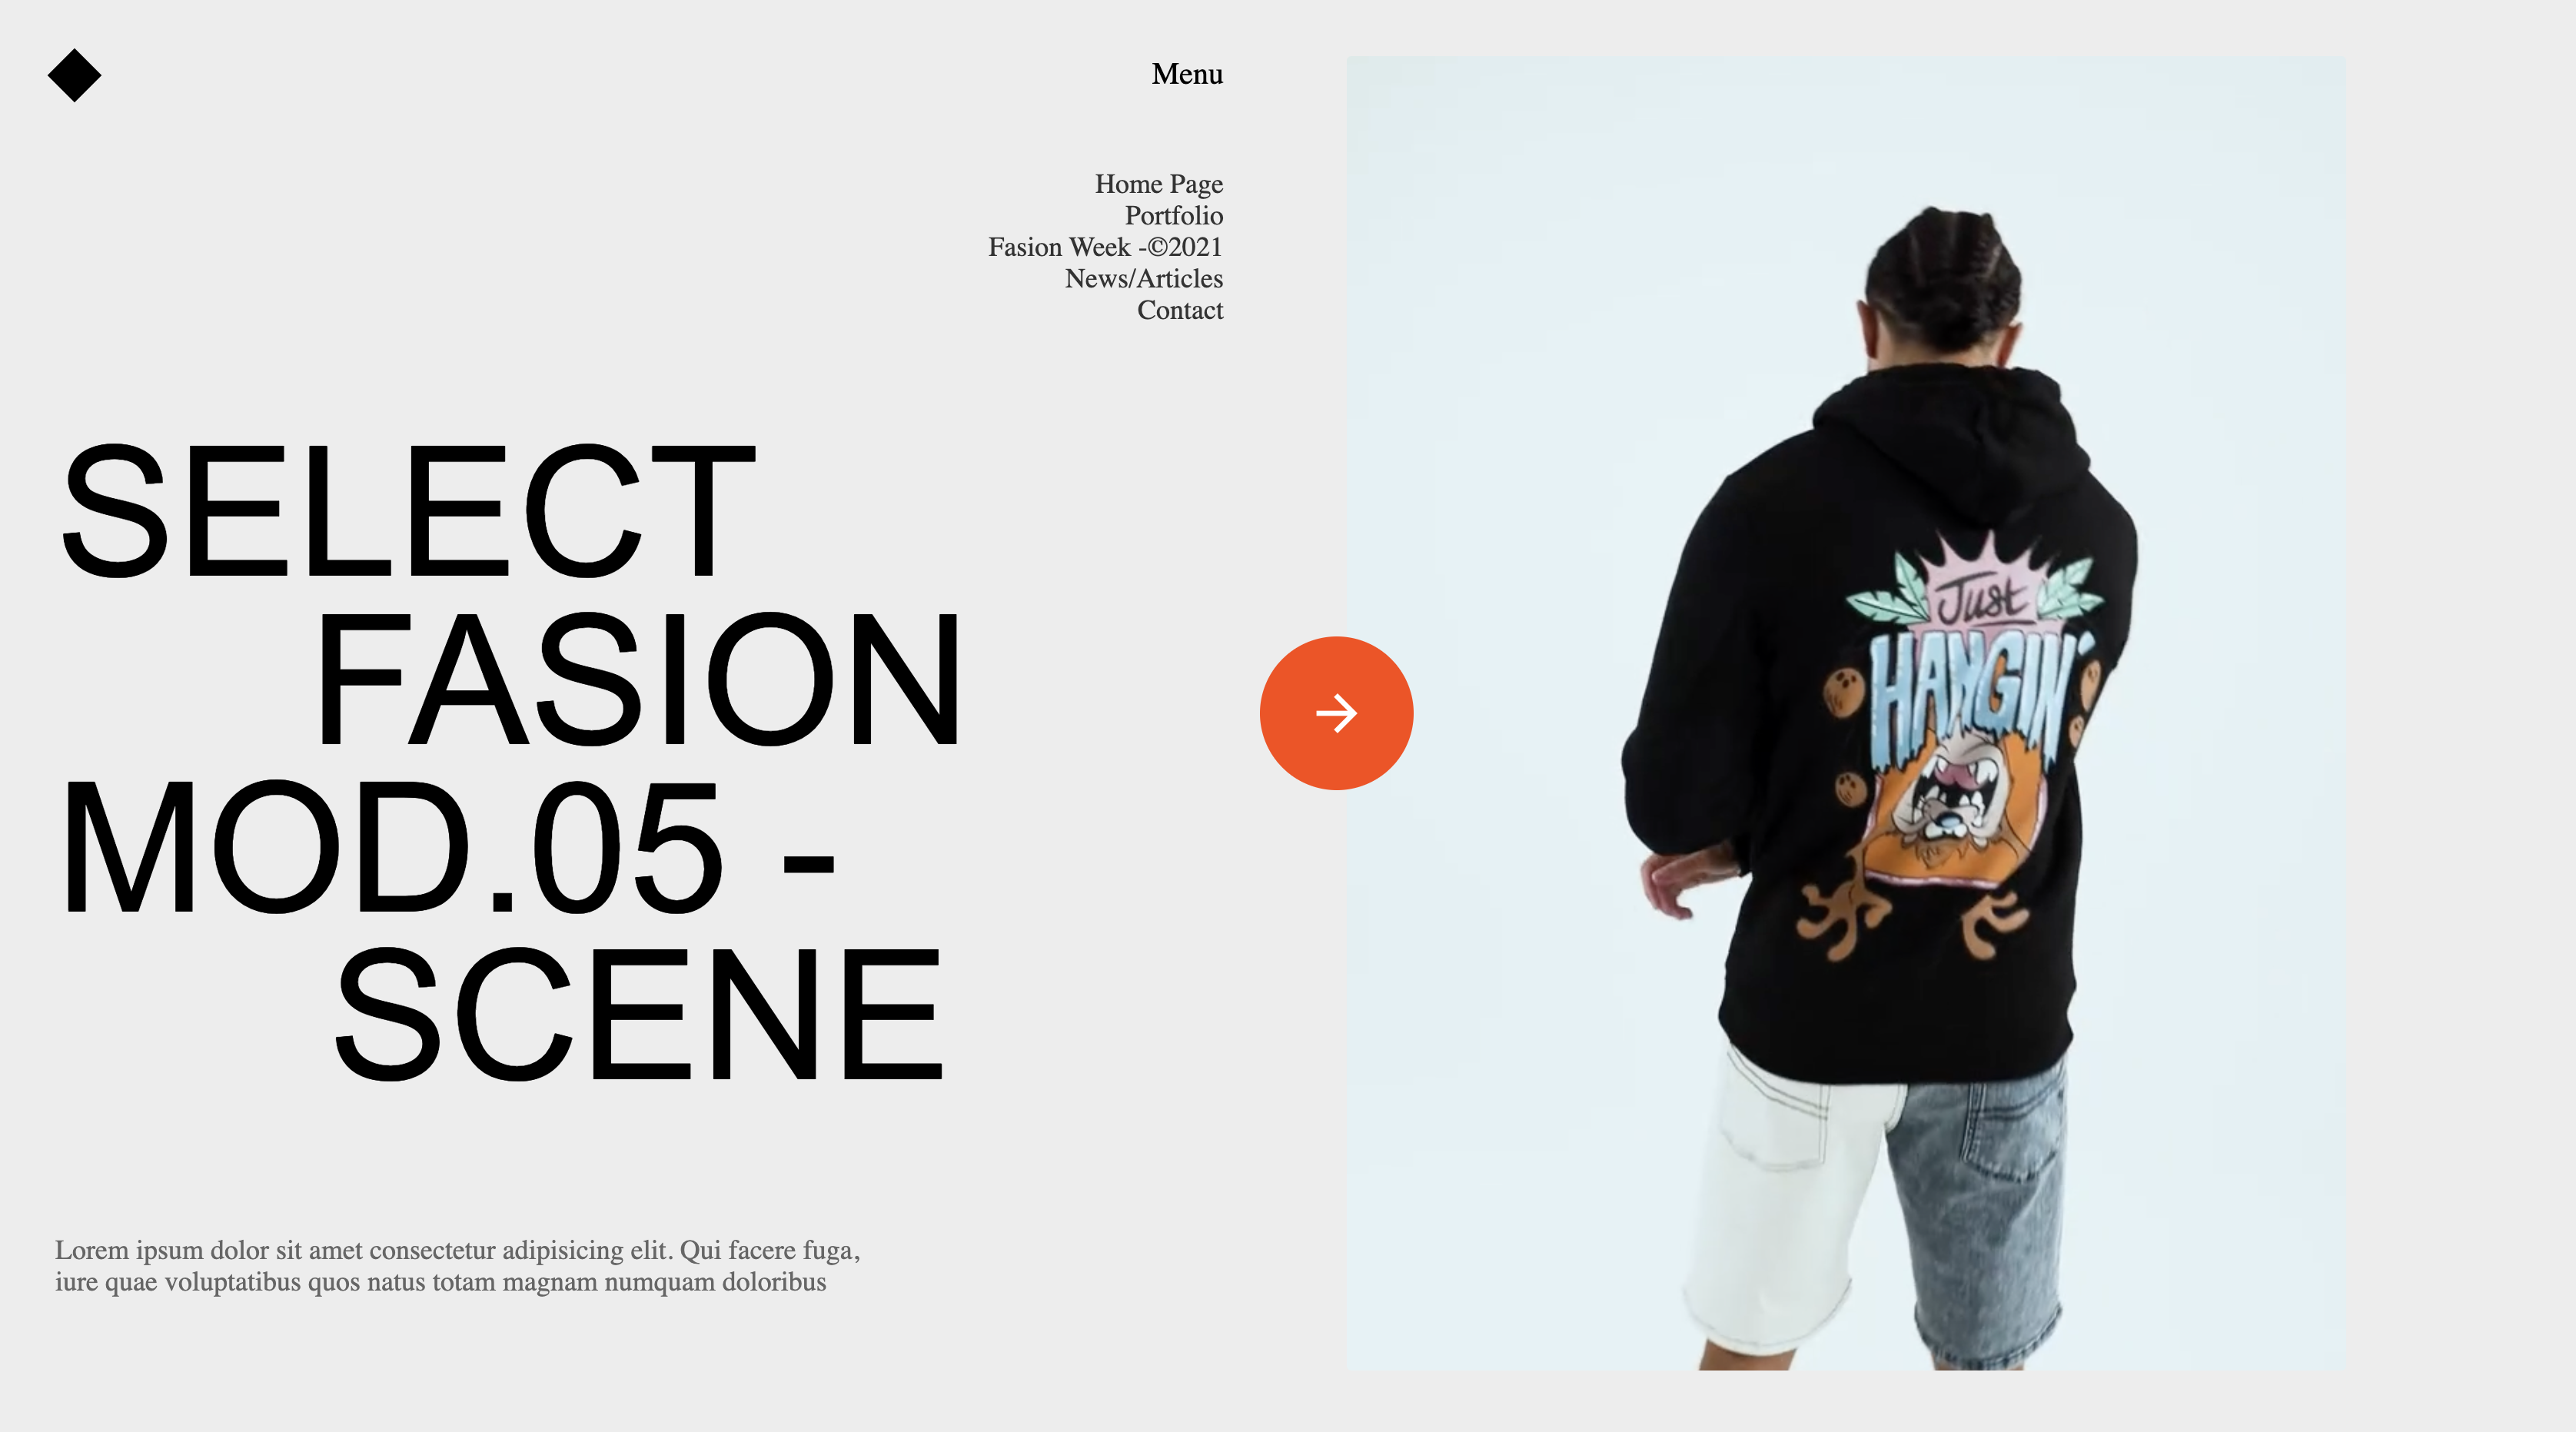 Menu
Home Page
Portfolio
Fasion Week -©2021
News/Articles
Contact
SELECT
FASION
MOD.05 -
SCENE
Lorem ipsum dolor sit amet consectetur adipisicing elit. Qui facere fuga,
iure quae voluptatibus quos natus totam magnam numquam doloribus
Just
HANGIN'